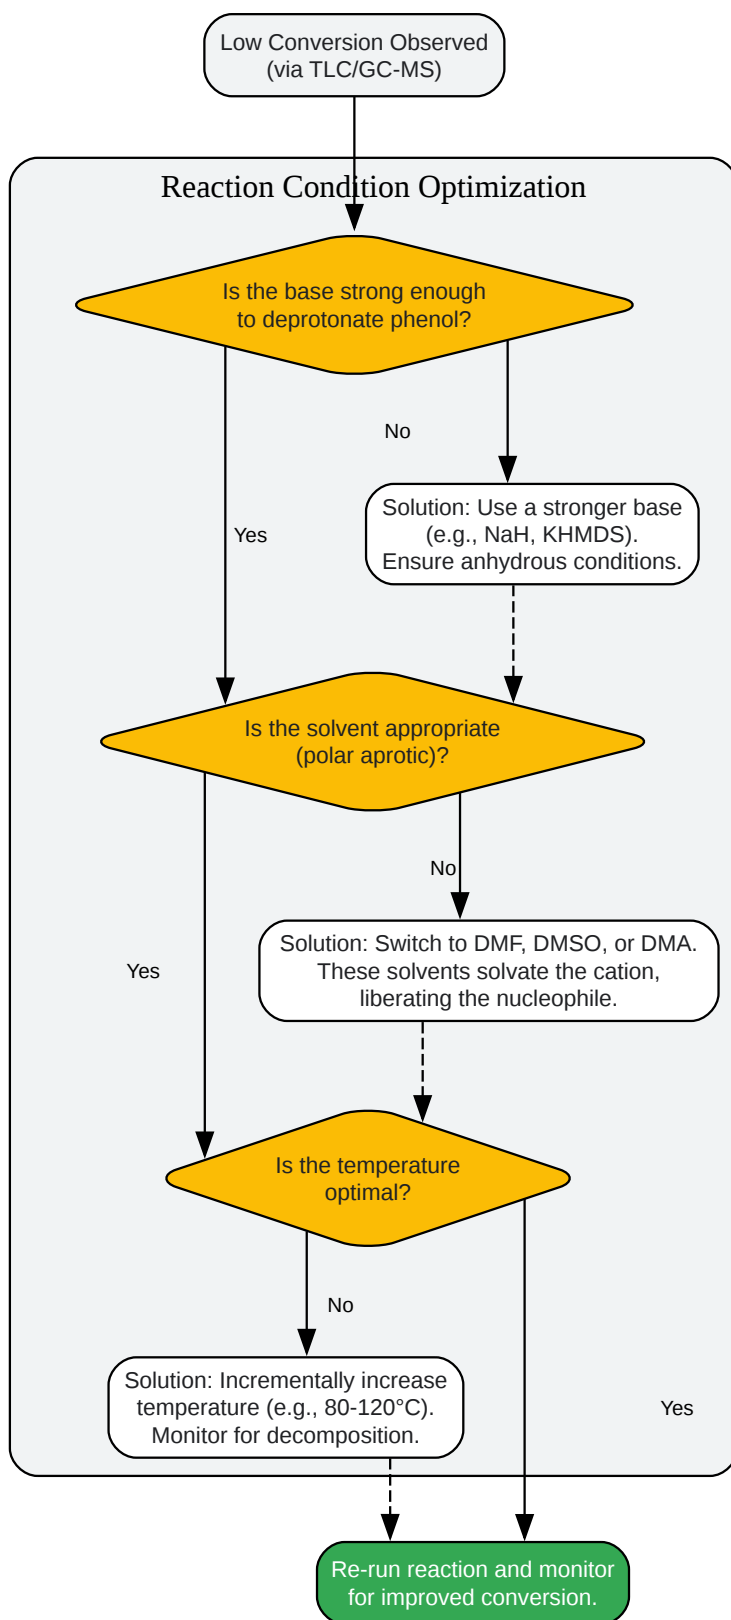 Low Conversion Observed
(via TLC/GC-MS)
Reaction Condition Optimization
Is the base strong enough
to deprotonate phenol?
No
Solution: Use a stronger base
(e.g., NaH, KHMDS).
Ensure anhydrous conditions.
Yes
Is the solvent appropriate
(polar aprotic)?
No
Solution: Switch to DMF, DMSO, or DMA.
These solvents solvate the cation,
liberating the nucleophile.
Yes
Is the temperature
optimal?
No
Solution: Incrementally increase
temperature (e.g., 80-120°C).
Monitor for decomposition.
Yes
Re-run reaction and monitor
for improved conversion.